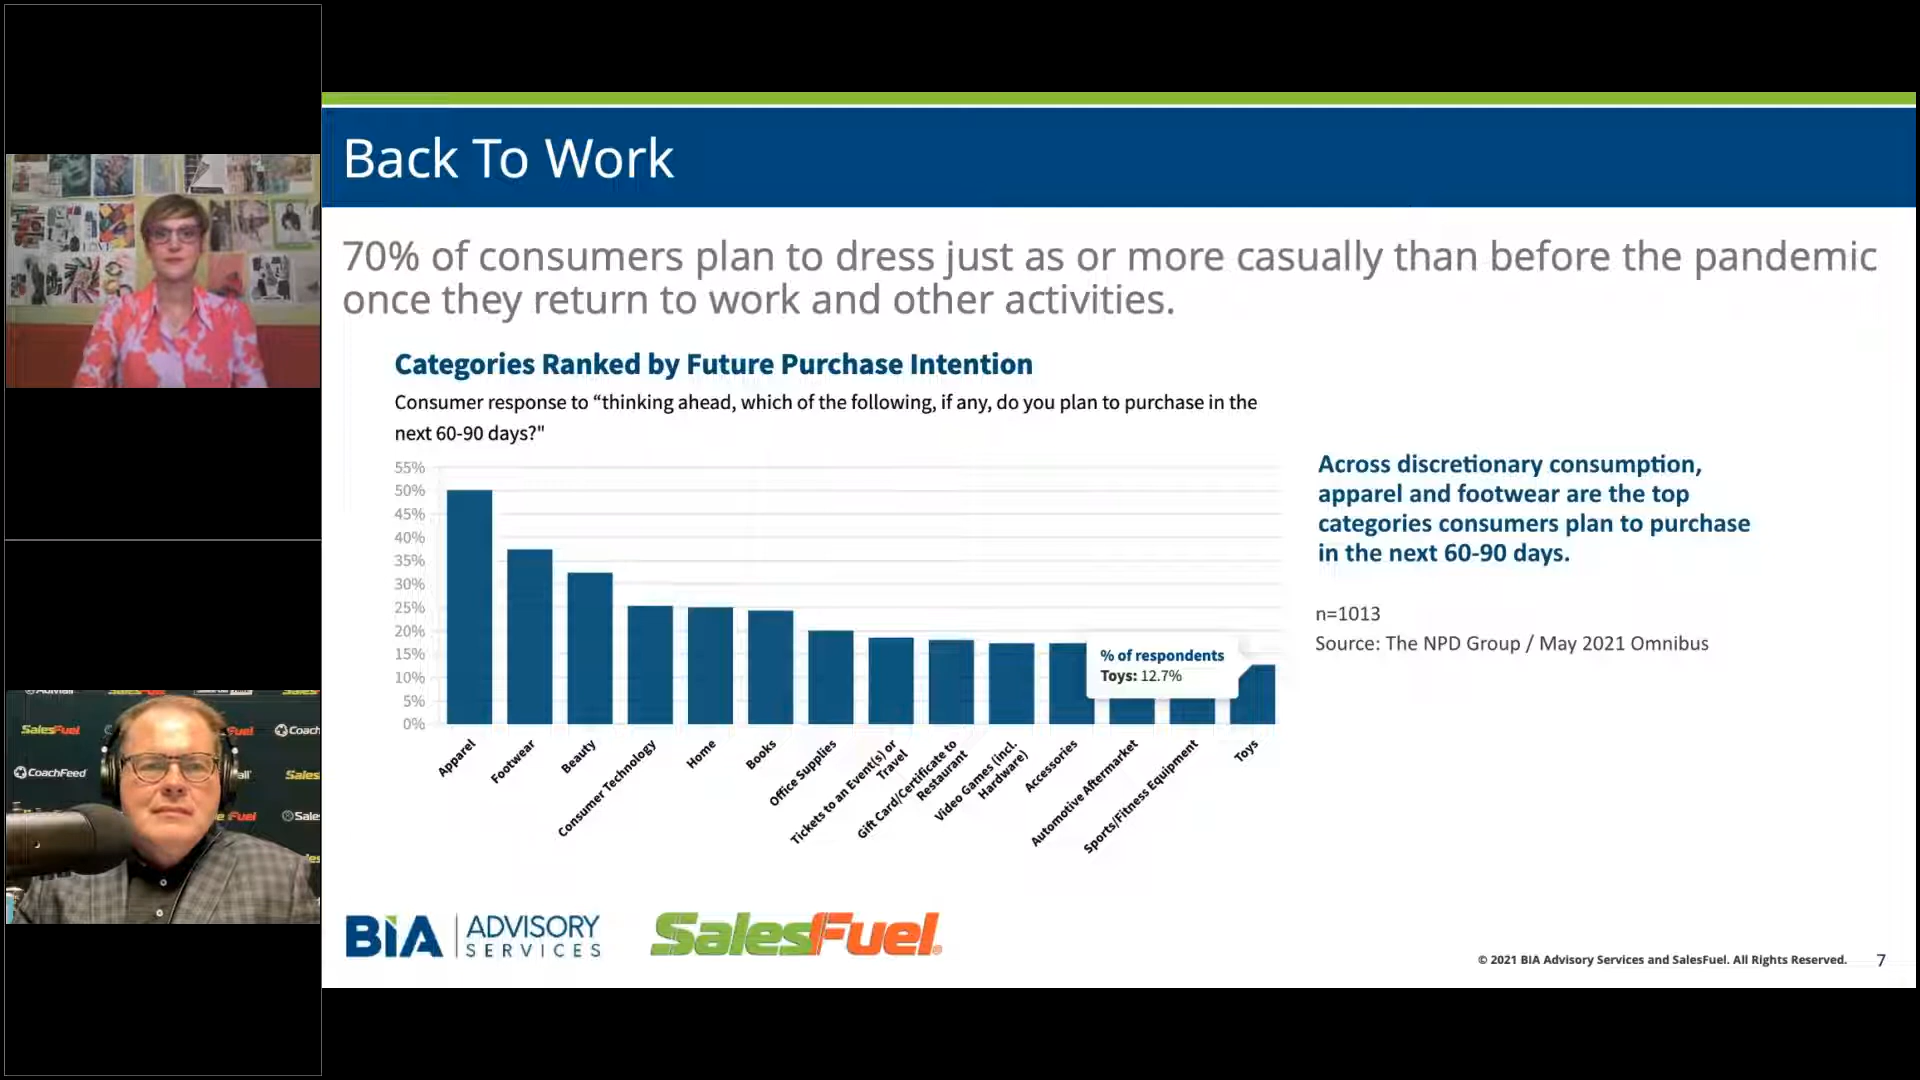 Back To Work
70% of consumers plan to dress just as or more casually than before the pandemic
once they return to work and other activities.
Categories Ranked by Future Purchase Intention
Consumer response to “thinking ahead, which of the following, if any, do you plan to purchase in the
next 60-90 days?"
55%
50%
45%
40%
35%
30%
25%
20%
15%
10%
5%
0%
% of respondents
Toys: 12.7%
Apparel
Footwear
Beauty
Consumer Technology
Home
Books
Office Supplies
Tickets to an Event(s) or
Travel
Gift Card/Certificate to
Restaurant
Video Games (incl.
Hardware)
Accessories
Automotive Aftermarket
Sports/Fitness Equipment
Toys
Across discretionary consumption,
apparel and footwear are the top
categories consumers plan to purchase
in the next 60-90 days.
n=1013
Source: The NPD Group / May 2021 Omnibus
BIA ADVISORY
SERVICES
SalesFuel®
© 2021 BIA Advisory Services and SalesFuel. All Rights Reserved.
7
SalesFuel
CoachFeed